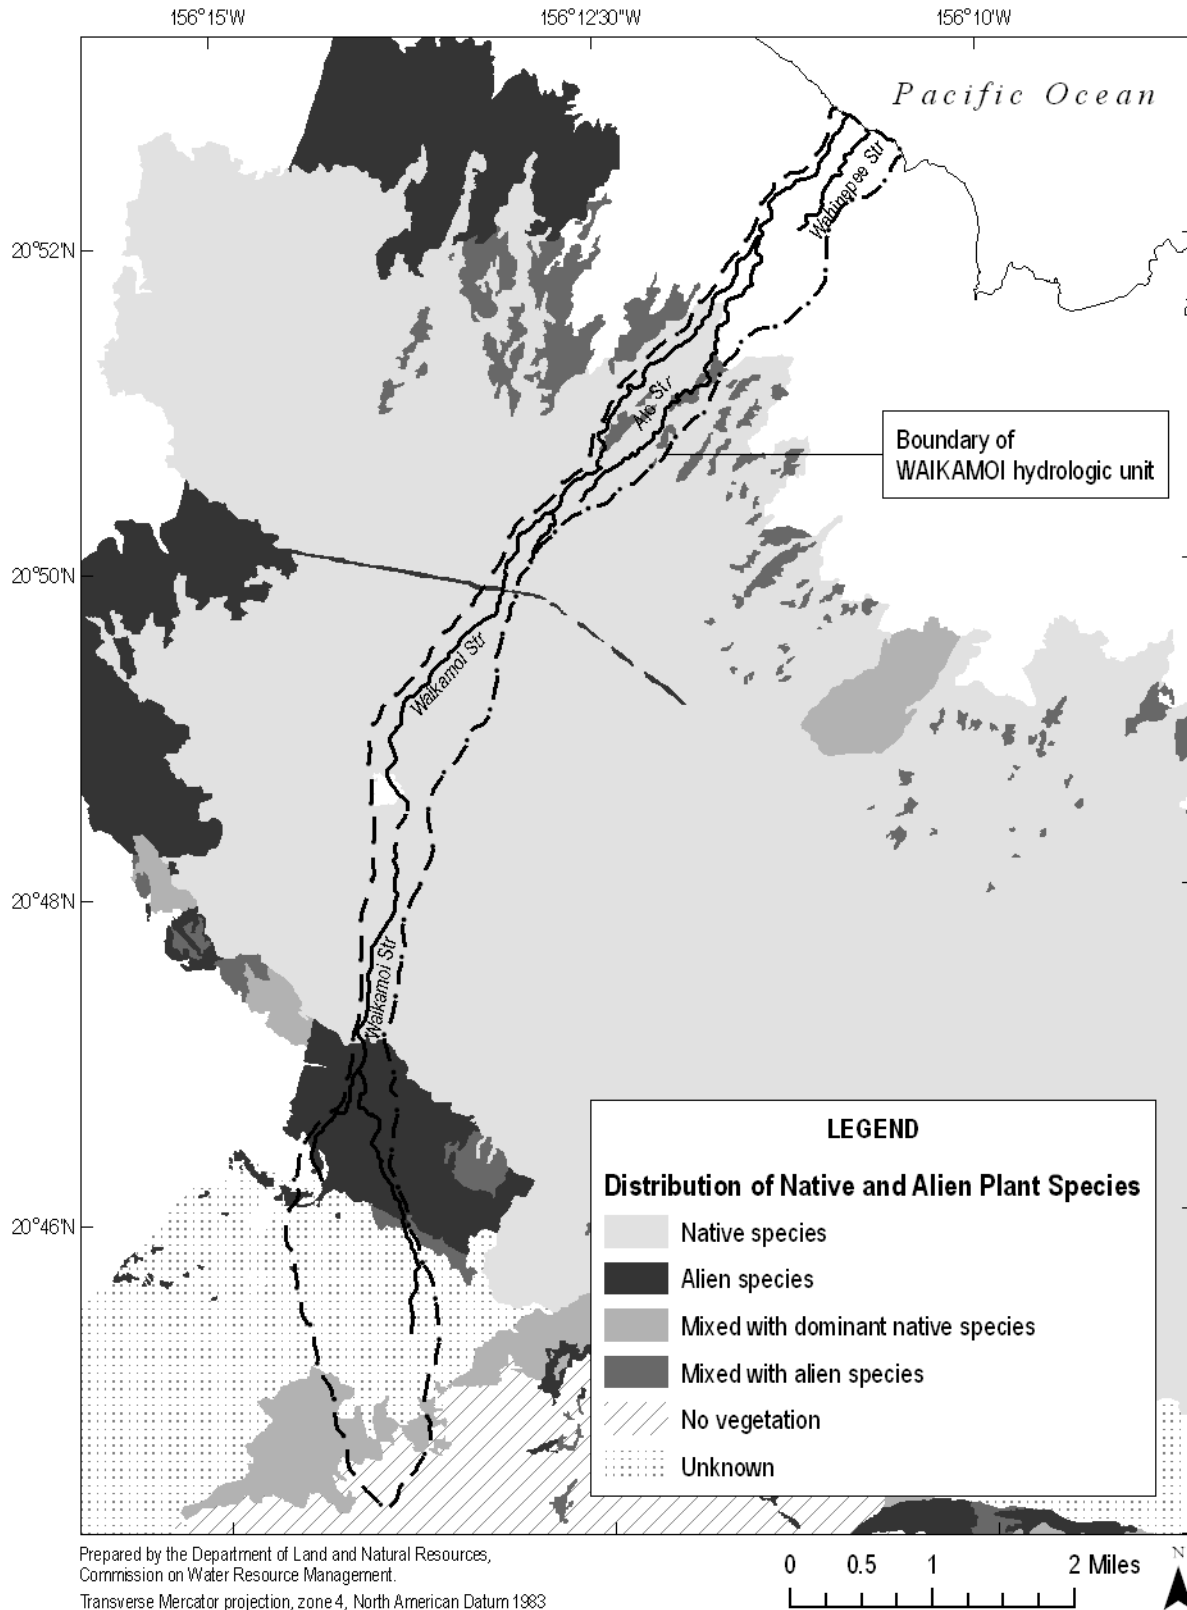 156°15'W
156°12'30"W
156°10'W
Pacific Ocean
Wahinepee Str
20°52'N
Alo Str
Boundary of
WAIKAMOI hydrologic unit
20°50'N
Waikamoi Str
20°48'N
Waikamoi Str
20°46'N
LEGEND
Distribution of Native and Alien Plant Species
Native species
Alien species
Mixed with dominant native species
Mixed with alien species
No vegetation
Unknown
Prepared by the Department of Land and Natural Resources,
Commission on Water Resource Management.
Transverse Mercator projection, zone 4, North American Datum 1983
0 0.5 1 2 Miles
N